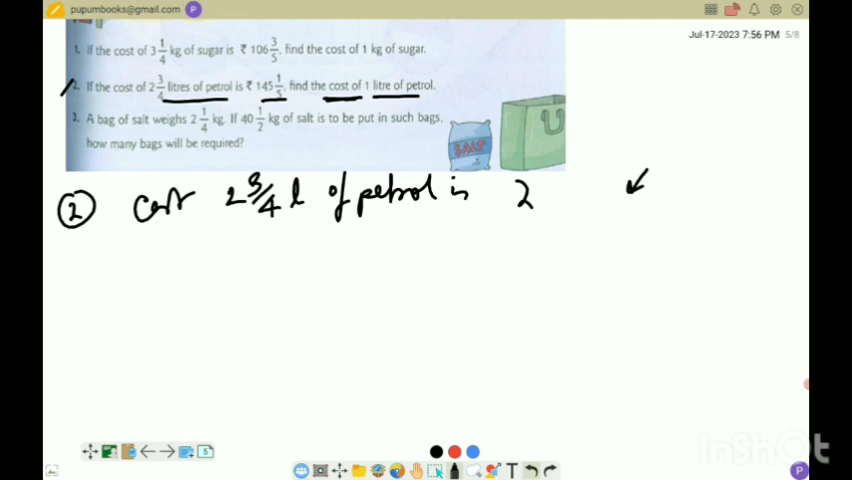 pupumbooks@gmail.com P
Jul-17-2023 7:56 PM 5/8
1. If the cost of 3 1/4 kg of sugar is ₹ 106 3/5, find the cost of 1 kg of sugar.
2. If the cost of 2 3/4 litres of petrol is ₹ 145 1/5, find the cost of 1 litre of petrol.
3. A bag of salt weighs 2 1/4 kg. If 40 1/2 kg of salt is to be put in such bags,
how many bags will be required?
SALT
② Cost 2 3/4 l of petrol is 2
5
T
InShOt
P